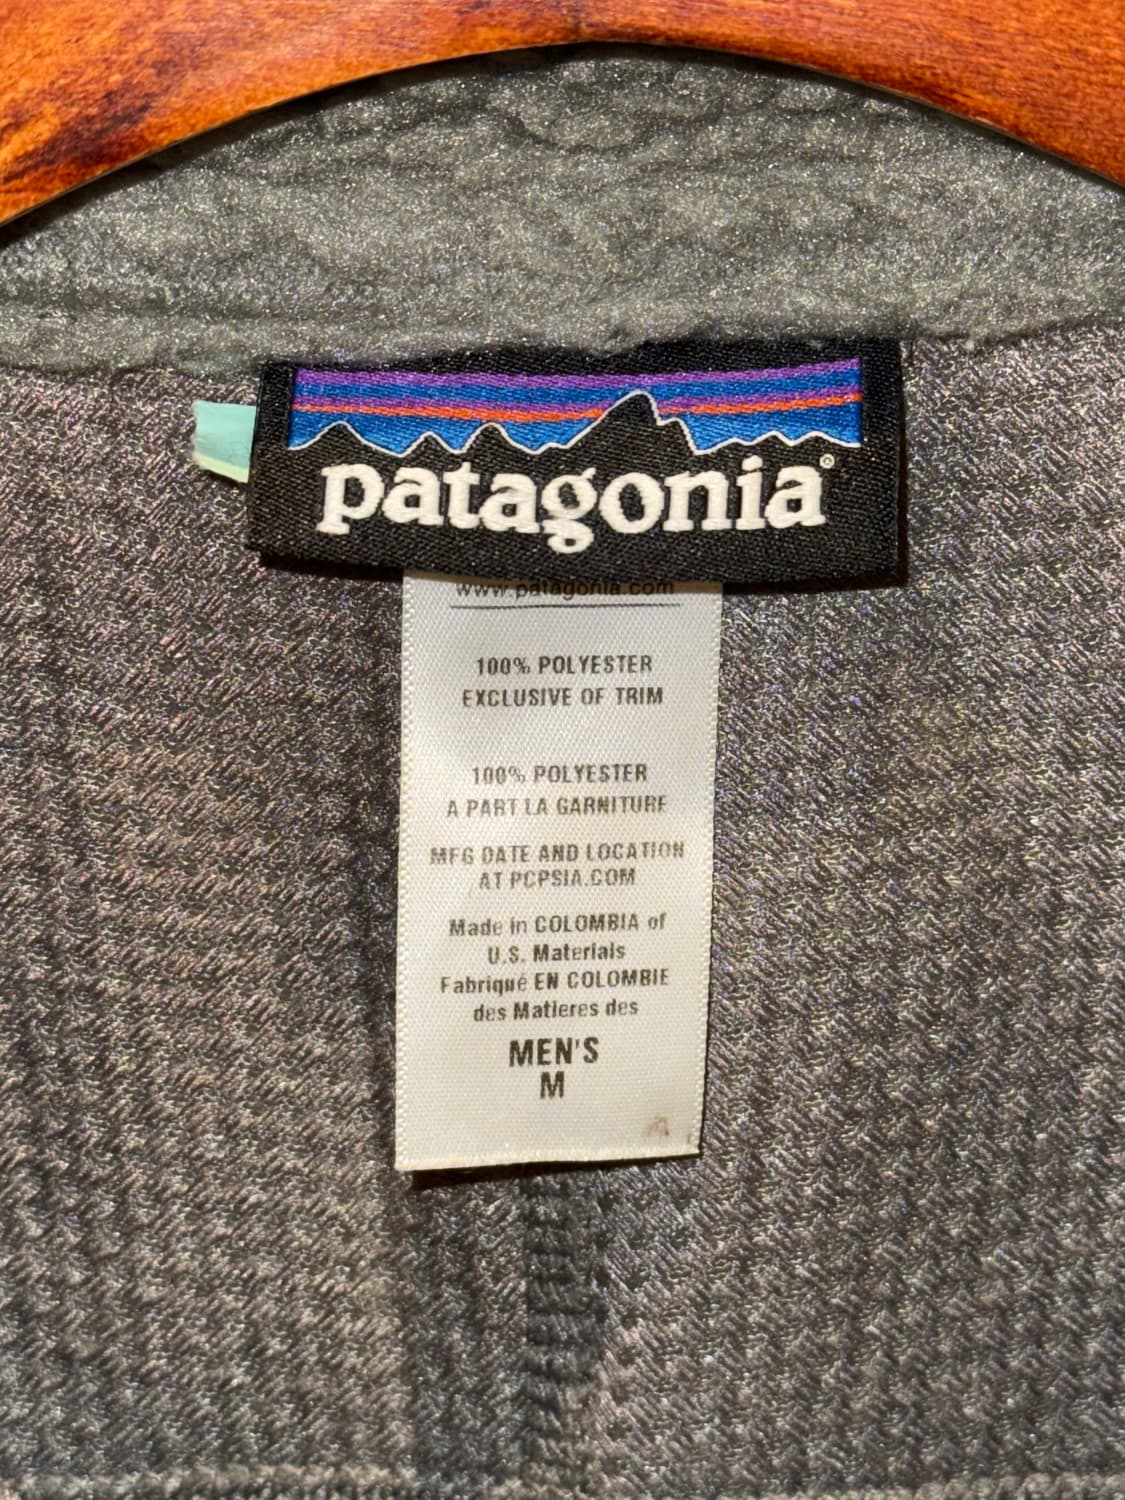 patagonia®
www.patagonia.com
100% POLYESTER
EXCLUSIVE OF TRIM
100% POLYESTER
A PART LA GARNITURE
MFG DATE AND LOCATION
AT PCPSIA.COM
Made in COLOMBIA of
U.S. Materials
Fabriqué EN COLOMBIE
des Matieres des
MEN'S
M